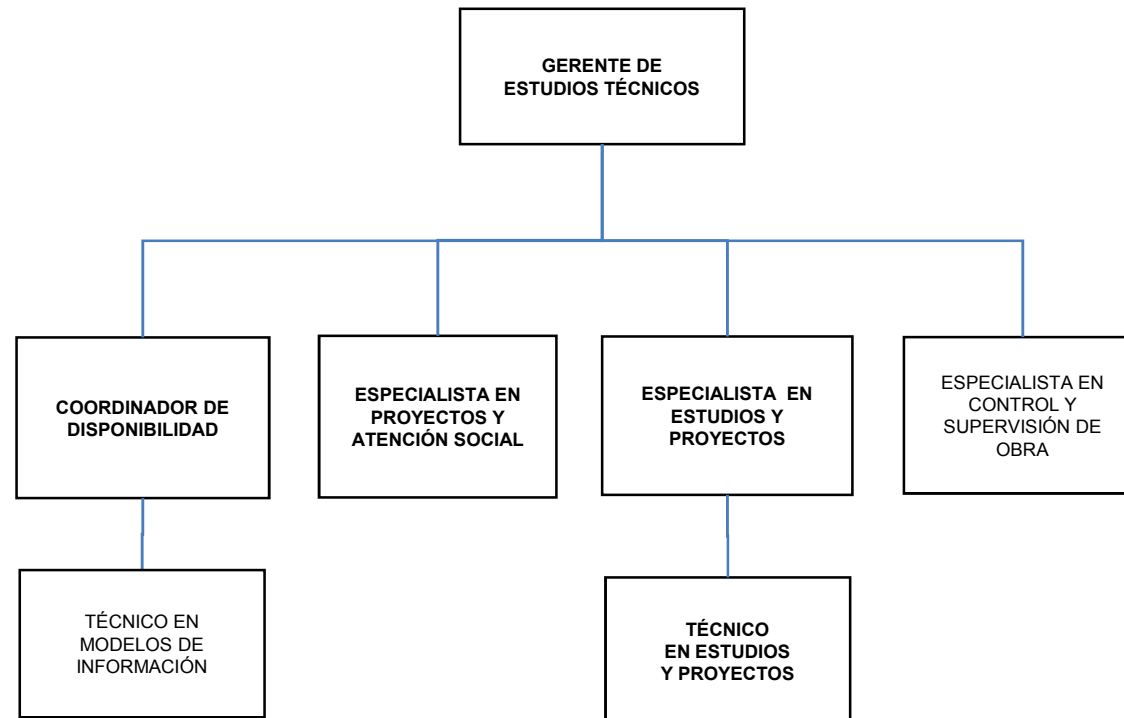 GERENTE DE
ESTUDIOS TÉCNICOS
COORDINADOR DE
DISPONIBILIDAD
ESPECIALISTA EN
PROYECTOS Y
ATENCIÓN SOCIAL
ESPECIALISTA EN
ESTUDIOS Y
PROYECTOS
ESPECIALISTA EN
CONTROL Y
SUPERVISIÓN DE
OBRA
TÉCNICO EN
MODELOS DE
INFORMACIÓN
TÉCNICO
EN ESTUDIOS
Y PROYECTOS